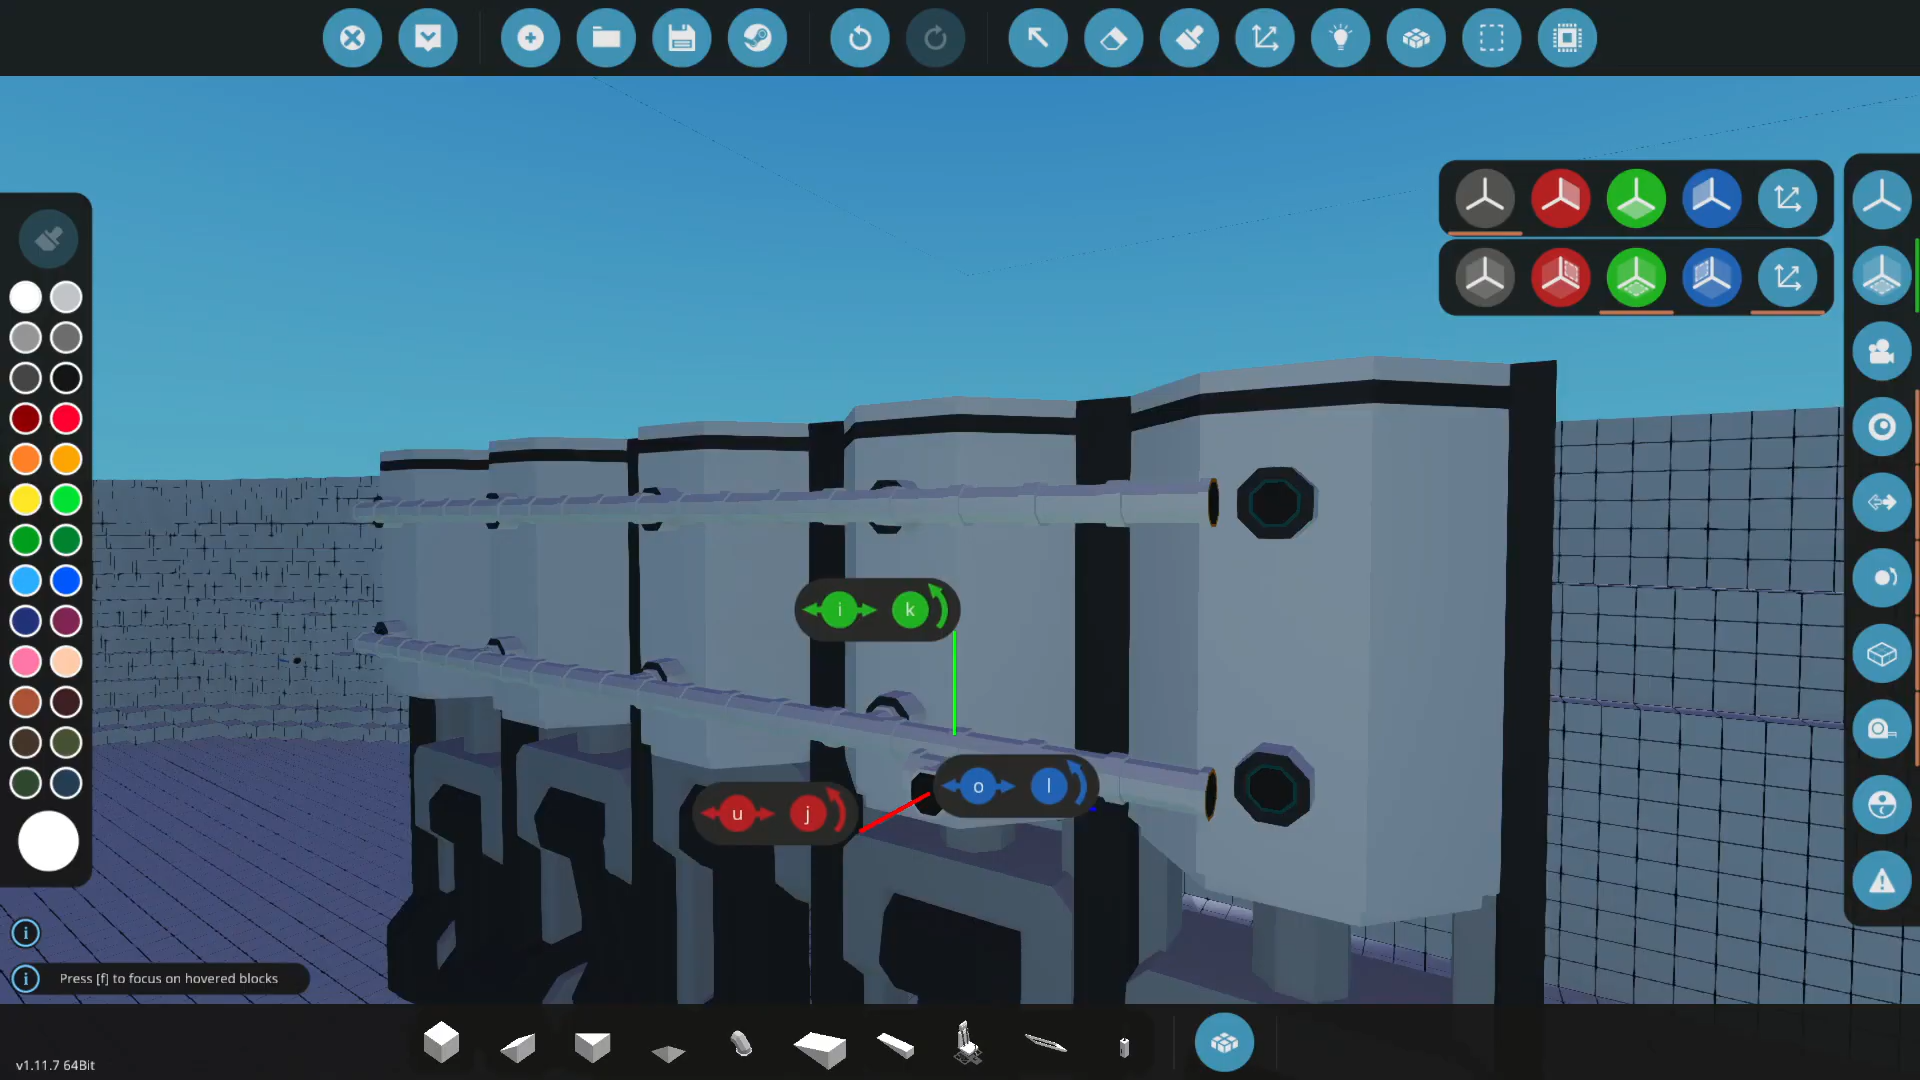 i k
o l
u j
i
i Press [f] to focus on hovered blocks
v1.11.7 64Bit